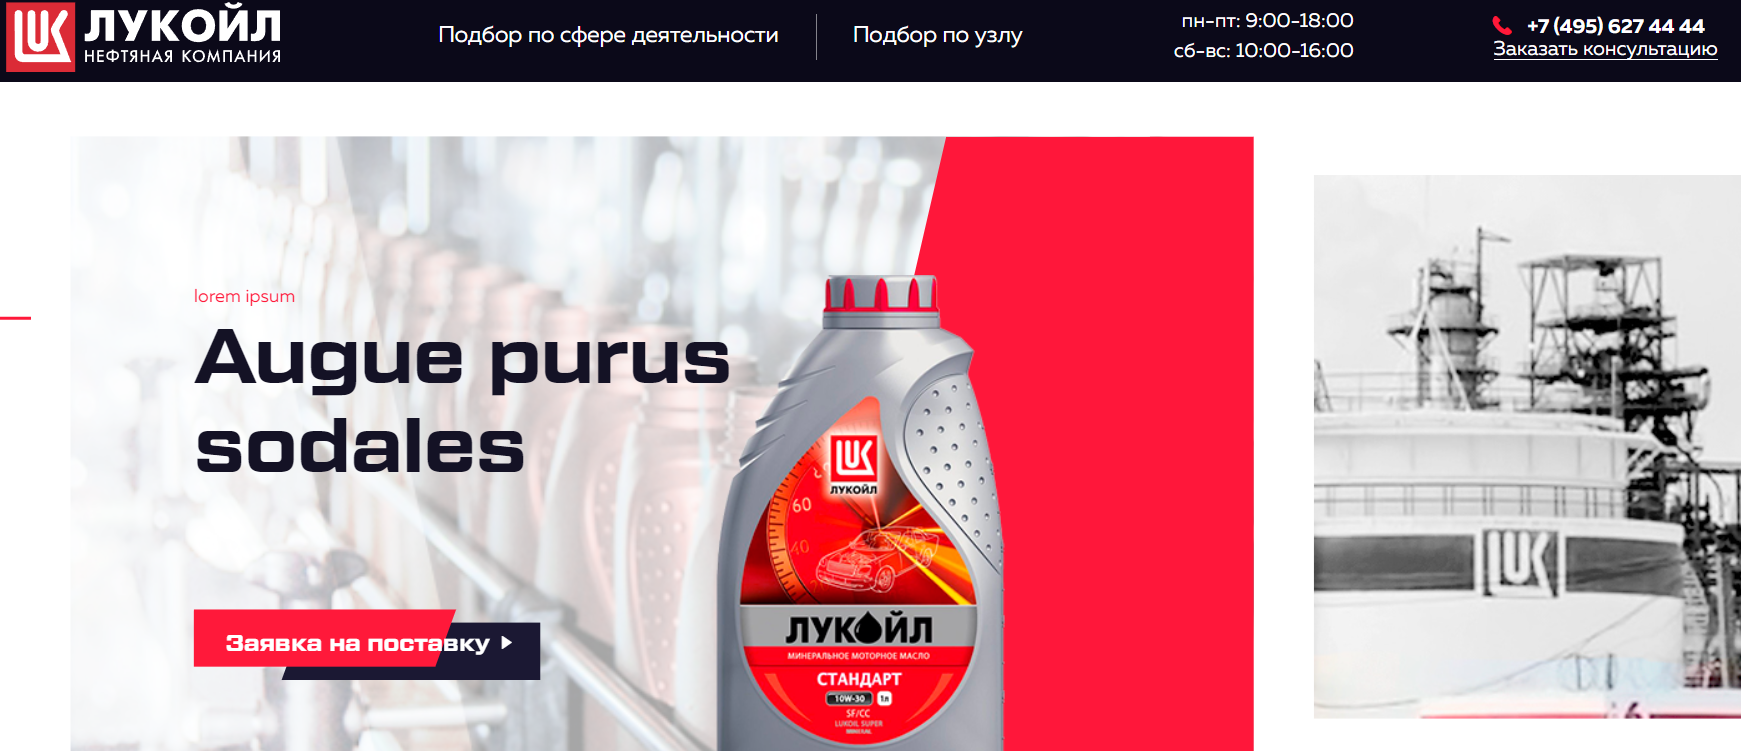 ЛУКОЙЛ
НЕФТЯНАЯ КОМПАНИЯ
Подбор по сфере деятельности
Подбор по узлу
пн-пт: 9:00-18:00
сб-вс: 10:00-16:00
+7 (495) 627 44 44
Заказать консультацию
lorem ipsum
Augue purus
sodales
Заявка на поставку
60
40
ЛУКОЙЛ
ЛУКОЙЛ
МИНЕРАЛЬНОЕ МОТОРНОЕ МАСЛО
СТАНДАРТ
10W-30 1л
SF/CC
LUKOIL SUPER
MINERAL